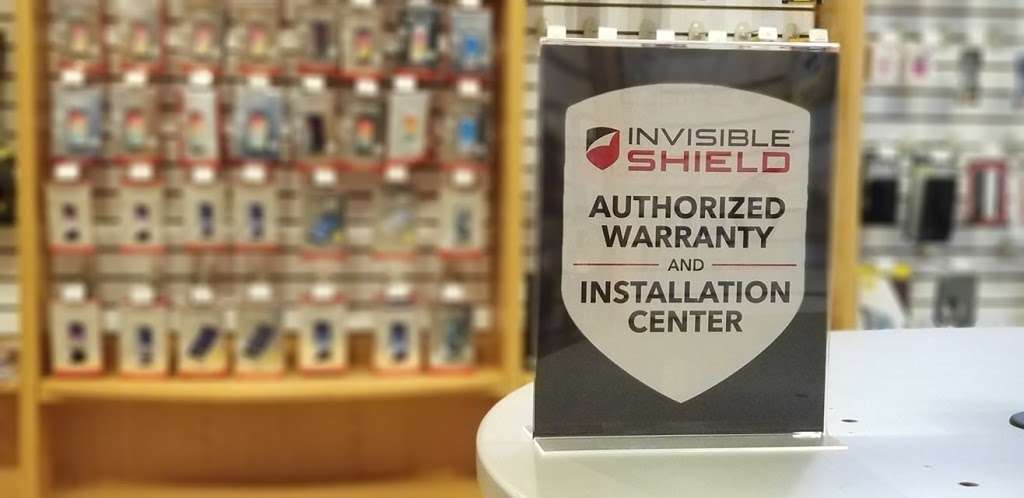 INVISIBLE
SHIELD
AUTHORIZED
WARRANTY
AND
INSTALLATION
CENTER